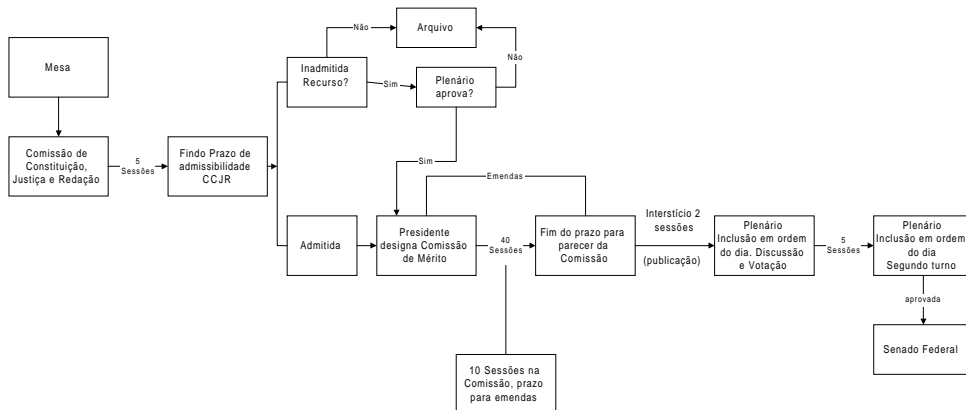 Mesa
Comissão de
Constituição,
Justiça e Redação
5
Sessões
Findo Prazo de
admissibilidade
CCJR
Inadmitida
Recurso?
Não
Arquivo
Sim
Plenário
aprova?
Não
Sim
Admitida
Presidente
designa Comissão
de Mérito
Emendas
40
Sessões
10 Sessões na
Comissão, prazo
para emendas
Fim do prazo para
parecer da
Comissão
Interstício 2
sessões
(publicação)
Plenário
Inclusão em ordem
do dia. Discussão
e Votação
5
Sessões
Plenário
Inclusão em ordem
do dia
Segundo turno
aprovada
Senado Federal